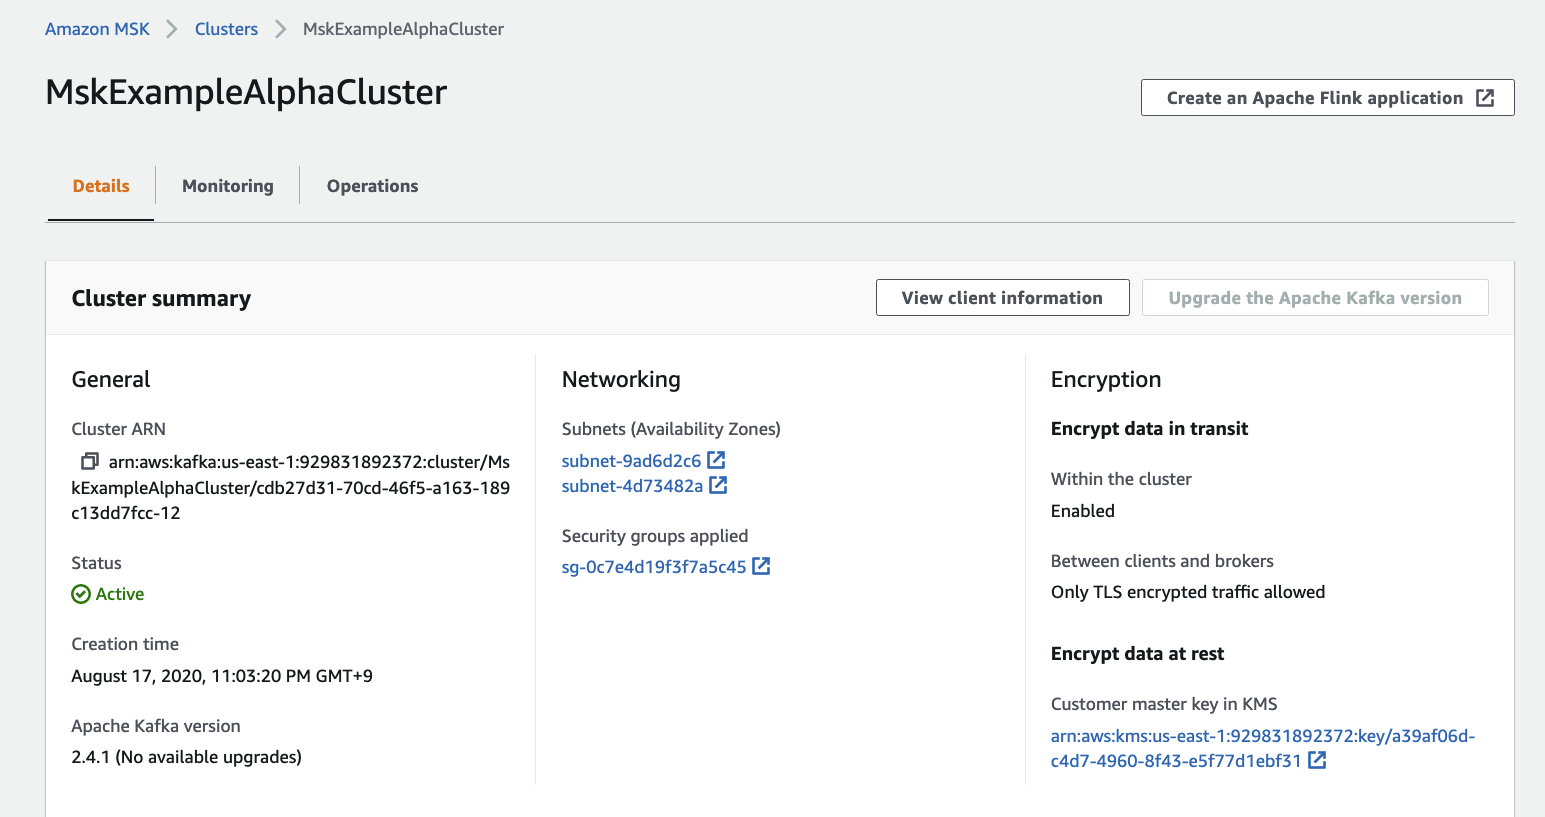 Amazon MSK > Clusters > MskExampleAlphaCluster
MskExampleAlphaCluster
Create an Apache Flink application
Details
Monitoring
Operations
Cluster summary
View client information
Upgrade the Apache Kafka version
General
Cluster ARN
arn:aws:kafka:us-east-1:929831892372:cluster/Ms
kExampleAlphaCluster/cdb27d31-70cd-46f5-a163-189
c13dd7fcc-12
Status
Active
Creation time
August 17, 2020, 11:03:20 PM GMT+9
Apache Kafka version
2.4.1 (No available upgrades)
Networking
Subnets (Availability Zones)
subnet-9ad6d2c6
subnet-4d73482a
Security groups applied
sg-0c7e4d19f3f7a5c45
Encryption
Encrypt data in transit
Within the cluster
Enabled
Between clients and brokers
Only TLS encrypted traffic allowed
Encrypt data at rest
Customer master key in KMS
arn:aws:kms:us-east-1:929831892372:key/a39af06d-
c4d7-4960-8f43-e5f77d1ebf31